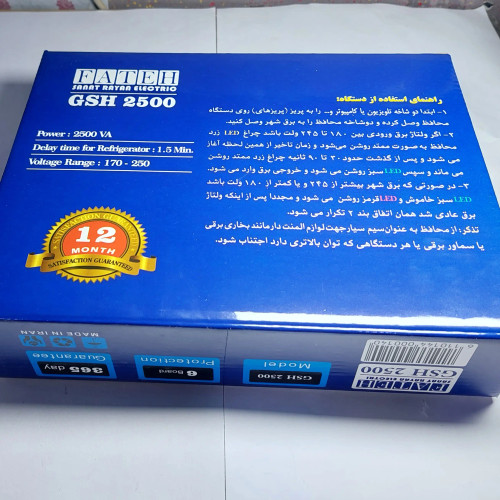 FATEH
SANAT RAYAN ELECTRIC
GSH 2500
Power : 2500 VA
Delay time for Refrigerator : 1.5 Min.
Voltage Range : 170 - 250
SATISFACTION GUARANTEED
12
MONTH
SATISFACTION GUARANTEED
راهنمای استفاده از دستگاه:
۱- ابتدا دو شاخه تلویزیون یا کامپیوتر و... را به پریز (پریزهای) روی دستگاه
محافظ وصل کرده و دوشاخه محافظ را به برق شهر وصل کنید.
۲- اگر ولتاژ برق ورودی بین ۱۸۰ تا ۲۴۵ ولت باشد چراغ LED زرد
محافظ به صورت ممتد روشن می‌شود و زمان تاخیر از همین لحظه آغاز
می شود و پس از گذشت حدود ۳۰ تا ۹۰ ثانیه چراغ زرد ممتد روشن
می ماند و سپس LED سبز روشن می شود و خروجی برق وارد می شود.
۳- در صورتی که برق شهر بیشتر از ۲۴۵ و یا کمتر از ۱۸۰ ولت باشد
LED سبز خاموش و LED قرمز روشن می شود و مجددا پس از اینکه ولتاژ
برق عادی شد همان اتفاق بند ۲ تکرار می شود.
تذکر: از محافظ به عنوان سیم سیار جهت لوازم المنت دار مانند بخاری برقی
یا سماور برقی یا هر دستگاهی که توان بالاتری دارد اجتناب شود.
MADE IN IRAN
365 day
Guarantee
6 Board
Protection
GSH 2500
Model
FATEH
SANAT RAYAN ELECTRI
GSH 2500